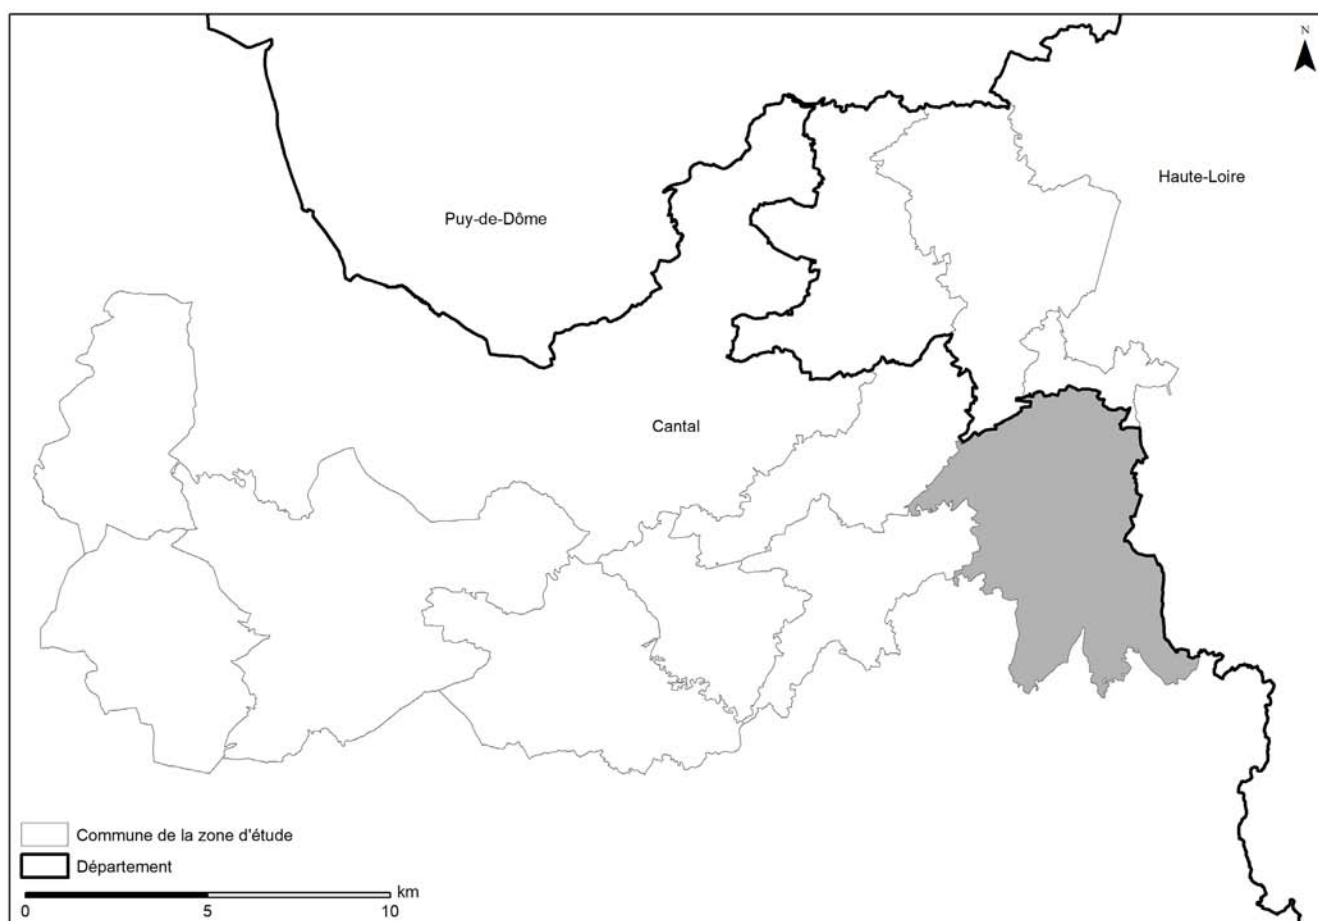 N
Haute-Loire
Puy-de-Dôme
Cantal
Commune de la zone d'étude
Département
km
0 5 10